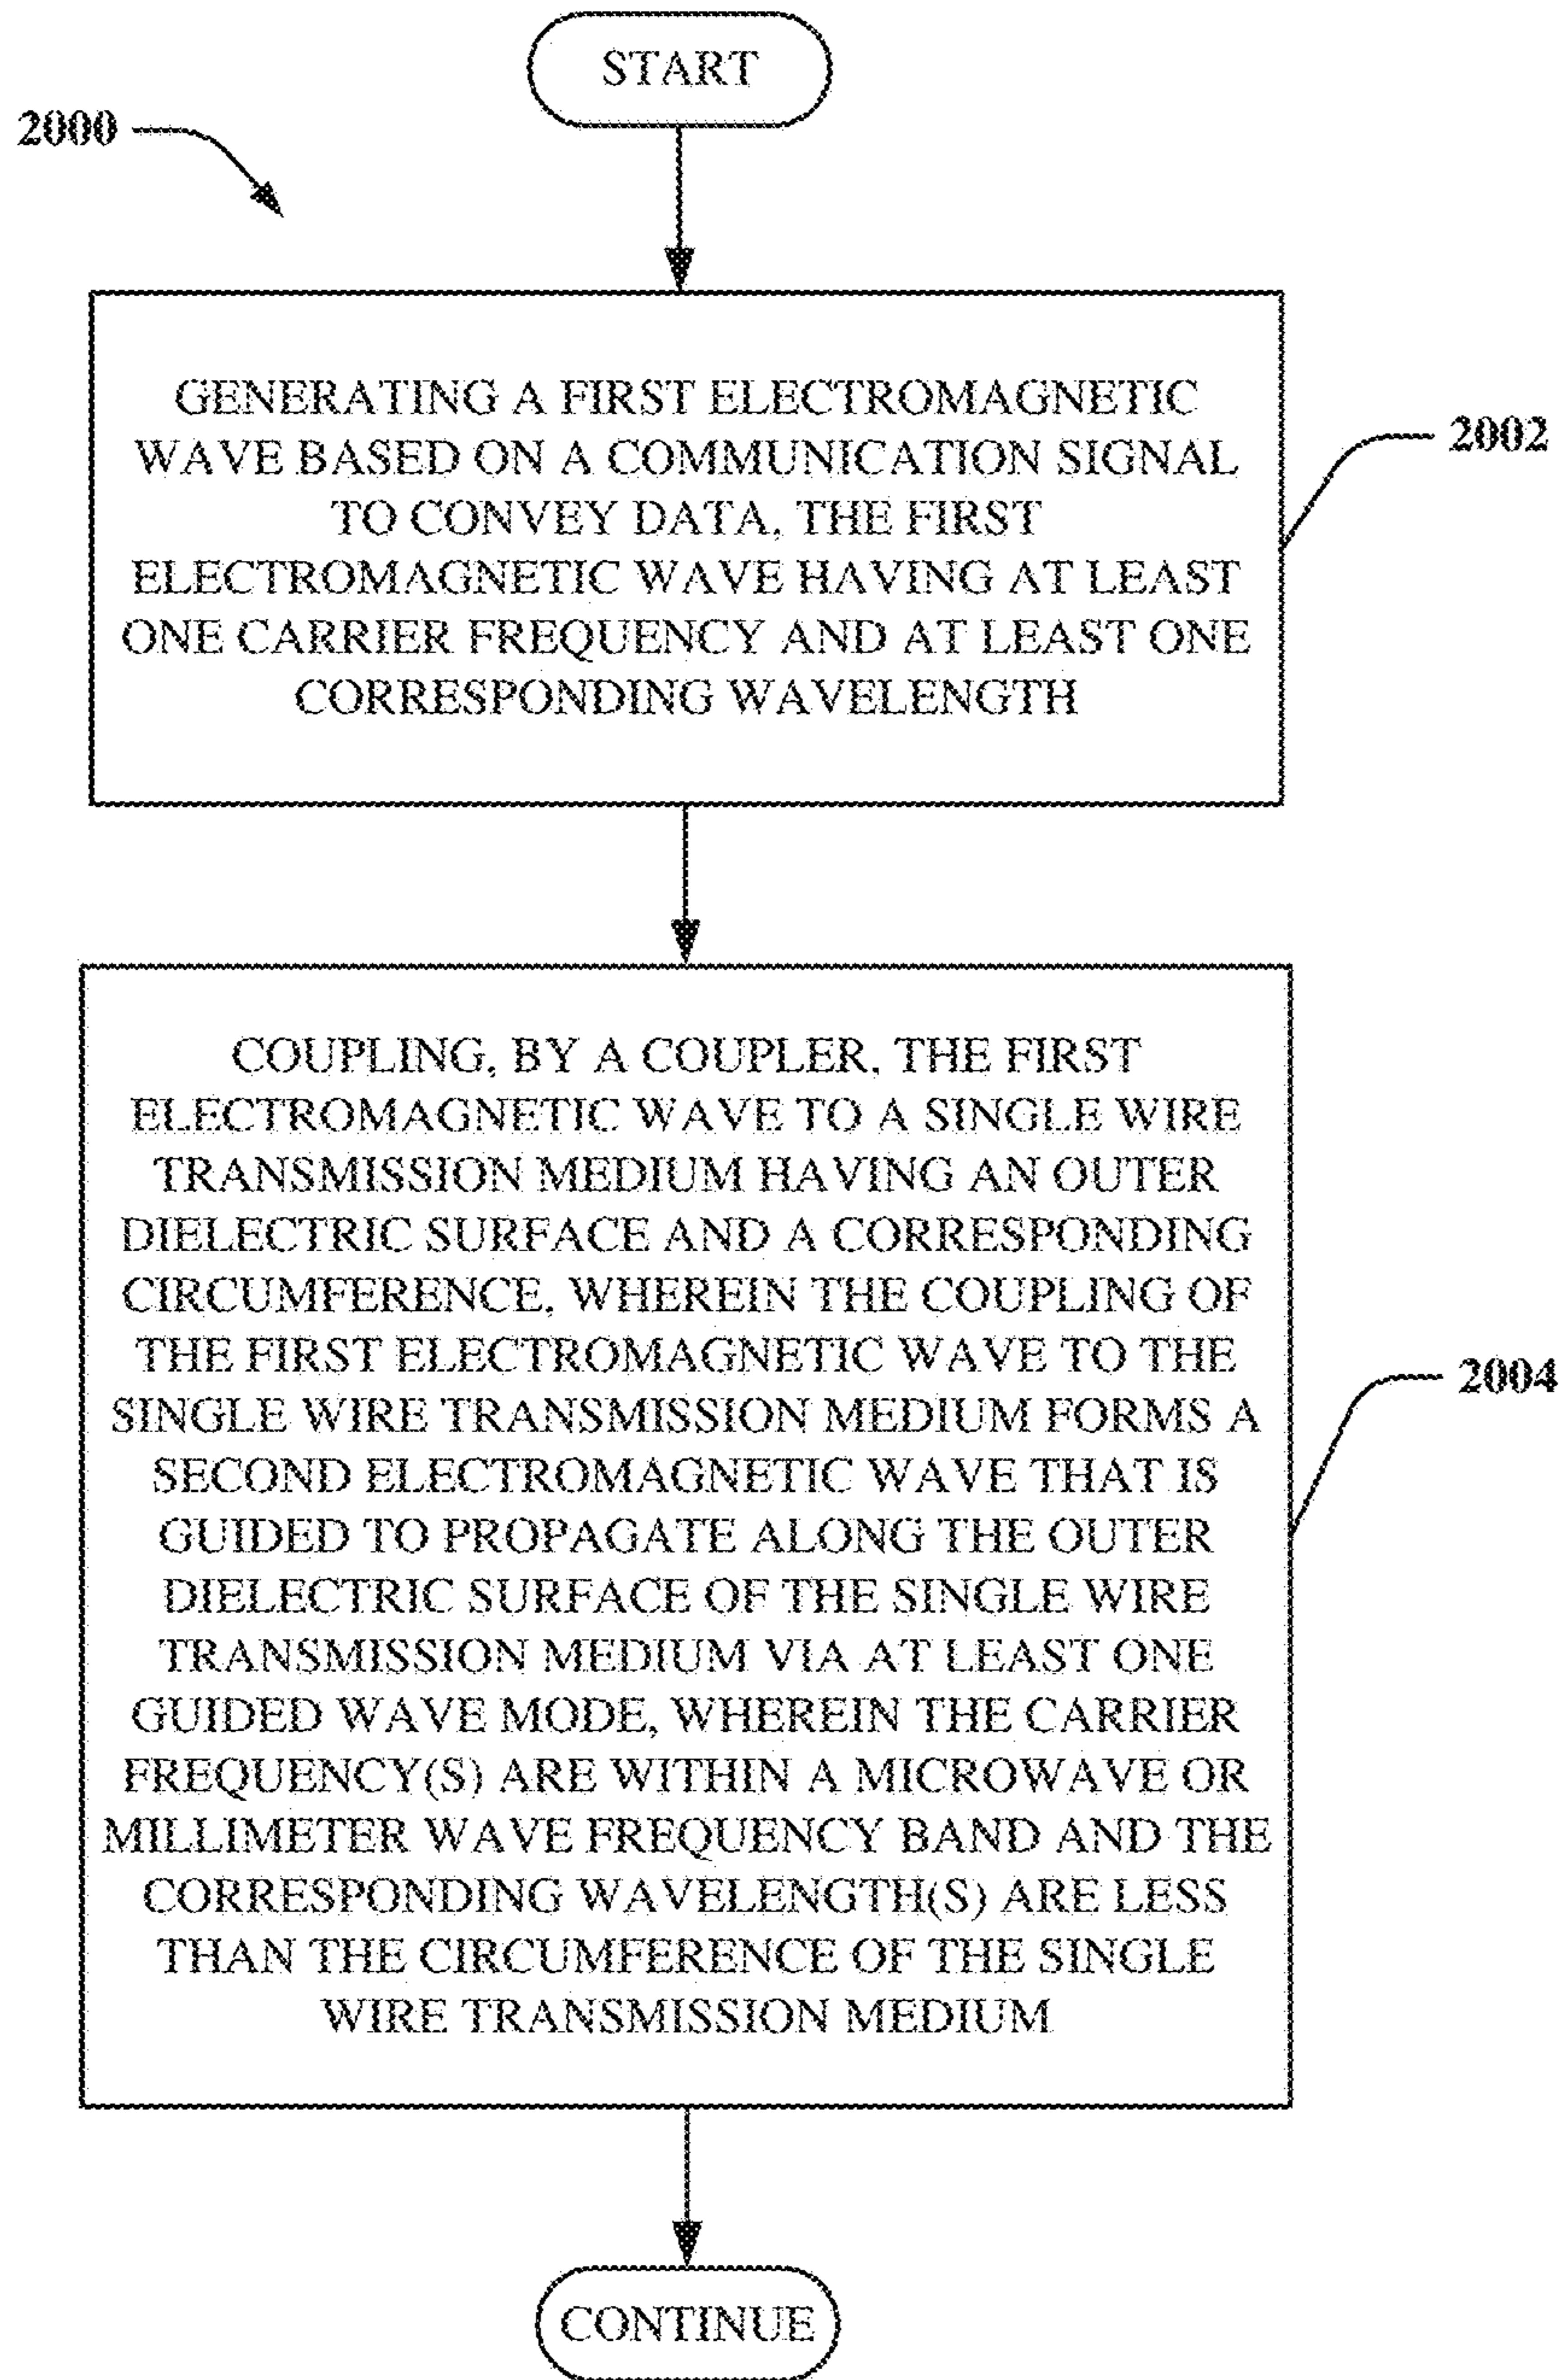 START
2000
GENERATING A FIRST ELECTROMAGNETIC
WAVE BASED ON A COMMUNICATION SIGNAL
TO CONVEY DATA, THE FIRST
ELECTROMAGNETIC WAVE HAVING AT LEAST
ONE CARRIER FREQUENCY AND AT LEAST ONE
CORRESPONDING WAVELENGTH
2002
COUPLING, BY A COUPLER, THE FIRST
ELECTROMAGNETIC WAVE TO A SINGLE WIRE
TRANSMISSION MEDIUM HAVING AN OUTER
DIELECTRIC SURFACE AND A CORRESPONDING
CIRCUMFERENCE, WHEREIN THE COUPLING OF
THE FIRST ELECTROMAGNETIC WAVE TO THE
SINGLE WIRE TRANSMISSION MEDIUM FORMS A
SECOND ELECTROMAGNETIC WAVE THAT IS
GUIDED TO PROPAGATE ALONG THE OUTER
DIELECTRIC SURFACE OF THE SINGLE WIRE
TRANSMISSION MEDIUM VIA AT LEAST ONE
GUIDED WAVE MODE, WHEREIN THE CARRIER
FREQUENCY(S) ARE WITHIN A MICROWAVE OR
MILLIMETER WAVE FREQUENCY BAND AND THE
CORRESPONDING WAVELENGTH(S) ARE LESS
THAN THE CIRCUMFERENCE OF THE SINGLE
WIRE TRANSMISSION MEDIUM
2004
CONTINUE